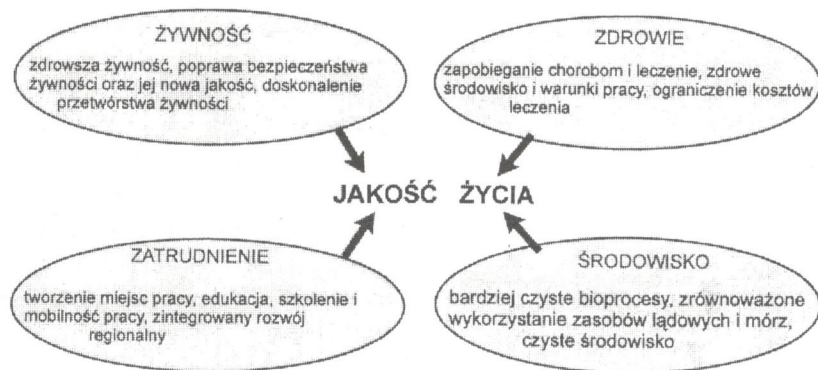 ŻYWNOŚĆ
zdrowsza żywność, poprawa bezpieczeństwa
żywności oraz jej nowa jakość, doskonalenie
przetwórstwa żywności
ZDROWIE
zapobieganie chorobom i leczenie, zdrowe
środowisko i warunki pracy, ograniczenie kosztów
leczenia
JAKOŚĆ ŻYCIA
ZATRUDNIENIE
tworzenie miejsc pracy, edukacja, szkolenie i
mobilność pracy, zintegrowany rozwój
regionalny
ŚRODOWISKO
bardziej czyste bioprocesy, zrównoważone
wykorzystanie zasobów lądowych i mórz,
czyste środowisko